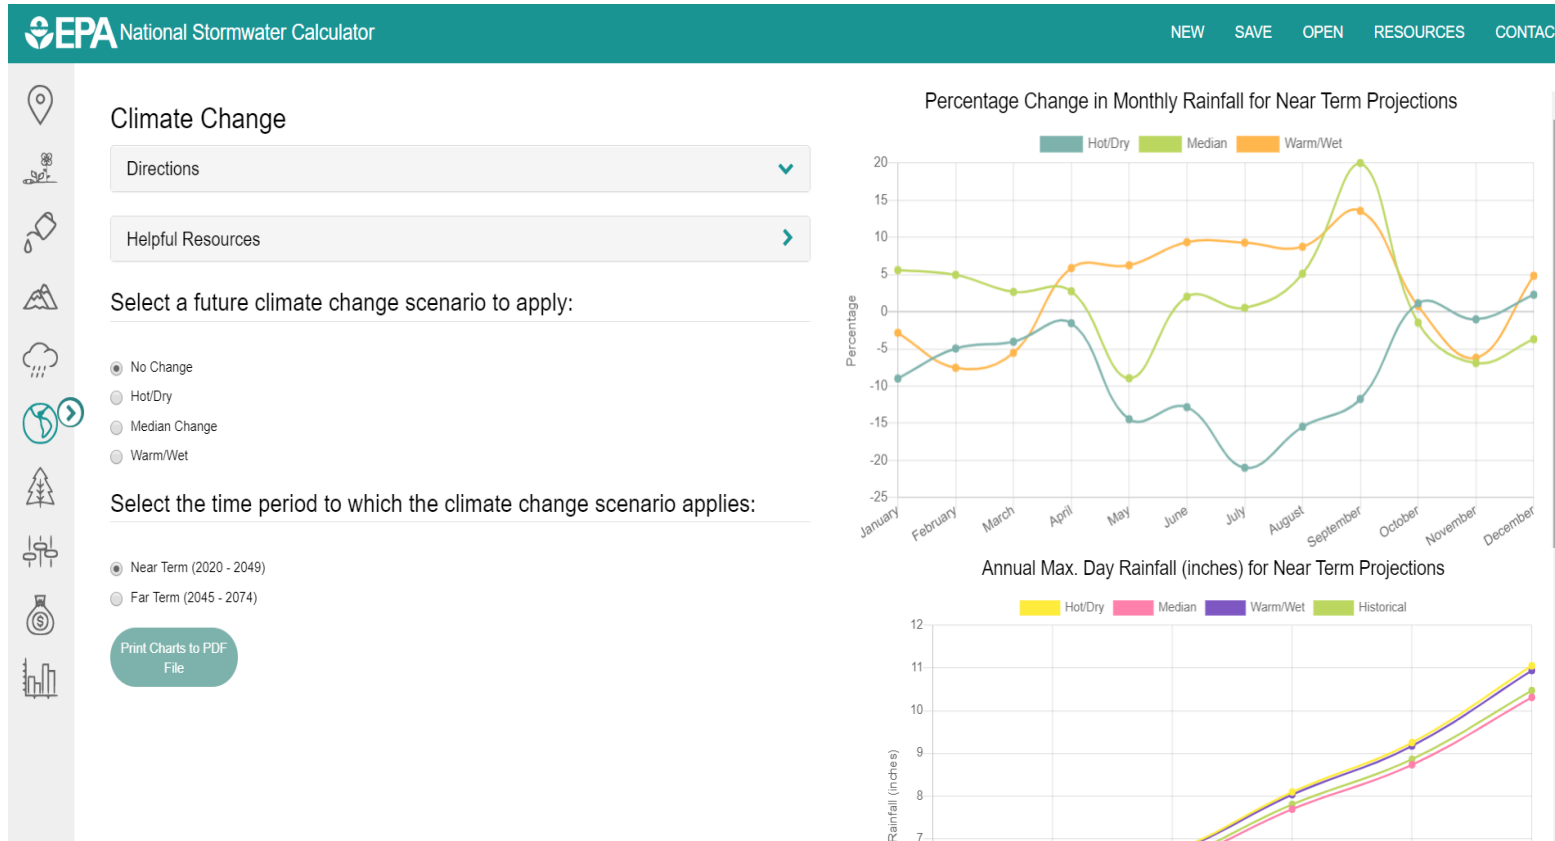 EPA National Stormwater Calculator
NEW SAVE OPEN RESOURCES CONTAC
Climate Change
Directions
Helpful Resources
Select a future climate change scenario to apply:
No Change
Hot/Dry
Median Change
Warm/Wet
Select the time period to which the climate change scenario applies:
Near Term (2020 - 2049)
Far Term (2045 - 2074)
Print Charts to PDF
File
Percentage Change in Monthly Rainfall for Near Term Projections
Hot/Dry Median Warm/Wet
20
15
10
5
0
-5
-10
-15
-20
-25
Percentage
January February March April May June July August September October November December
Annual Max. Day Rainfall (inches) for Near Term Projections
Hot/Dry Median Warm/Wet Historical
12
11
10
9
8
7
Rainfall (inches)